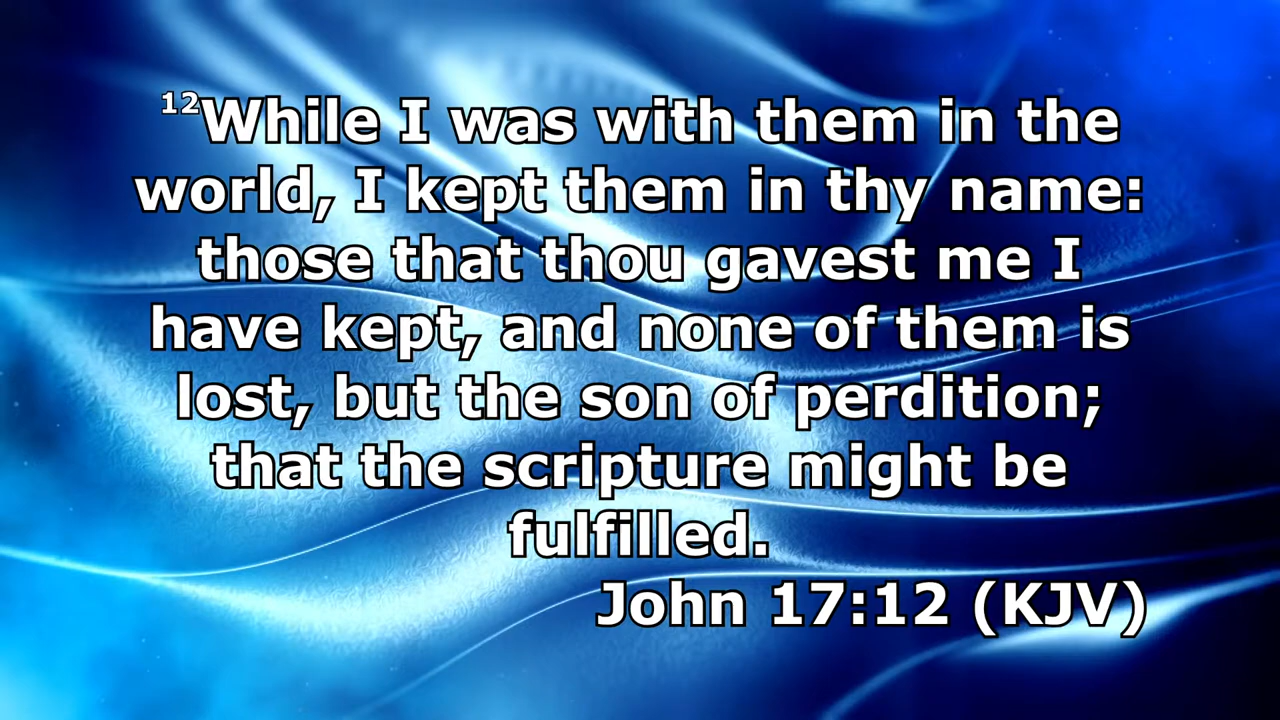 12While I was with them in the
world, I kept them in thy name:
those that thou gavest me I
have kept, and none of them is
lost, but the son of perdition;
that the scripture might be
fulfilled.
John 17:12 (KJV)